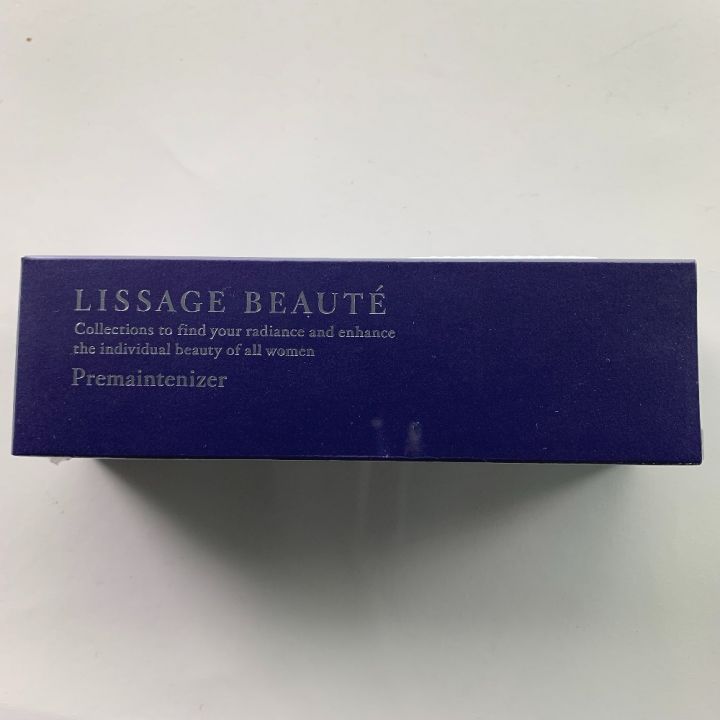 LISSAGE BEAUTÉ
Collections to find your radiance and enhance
the individual beauty of all women
Premaintenizer